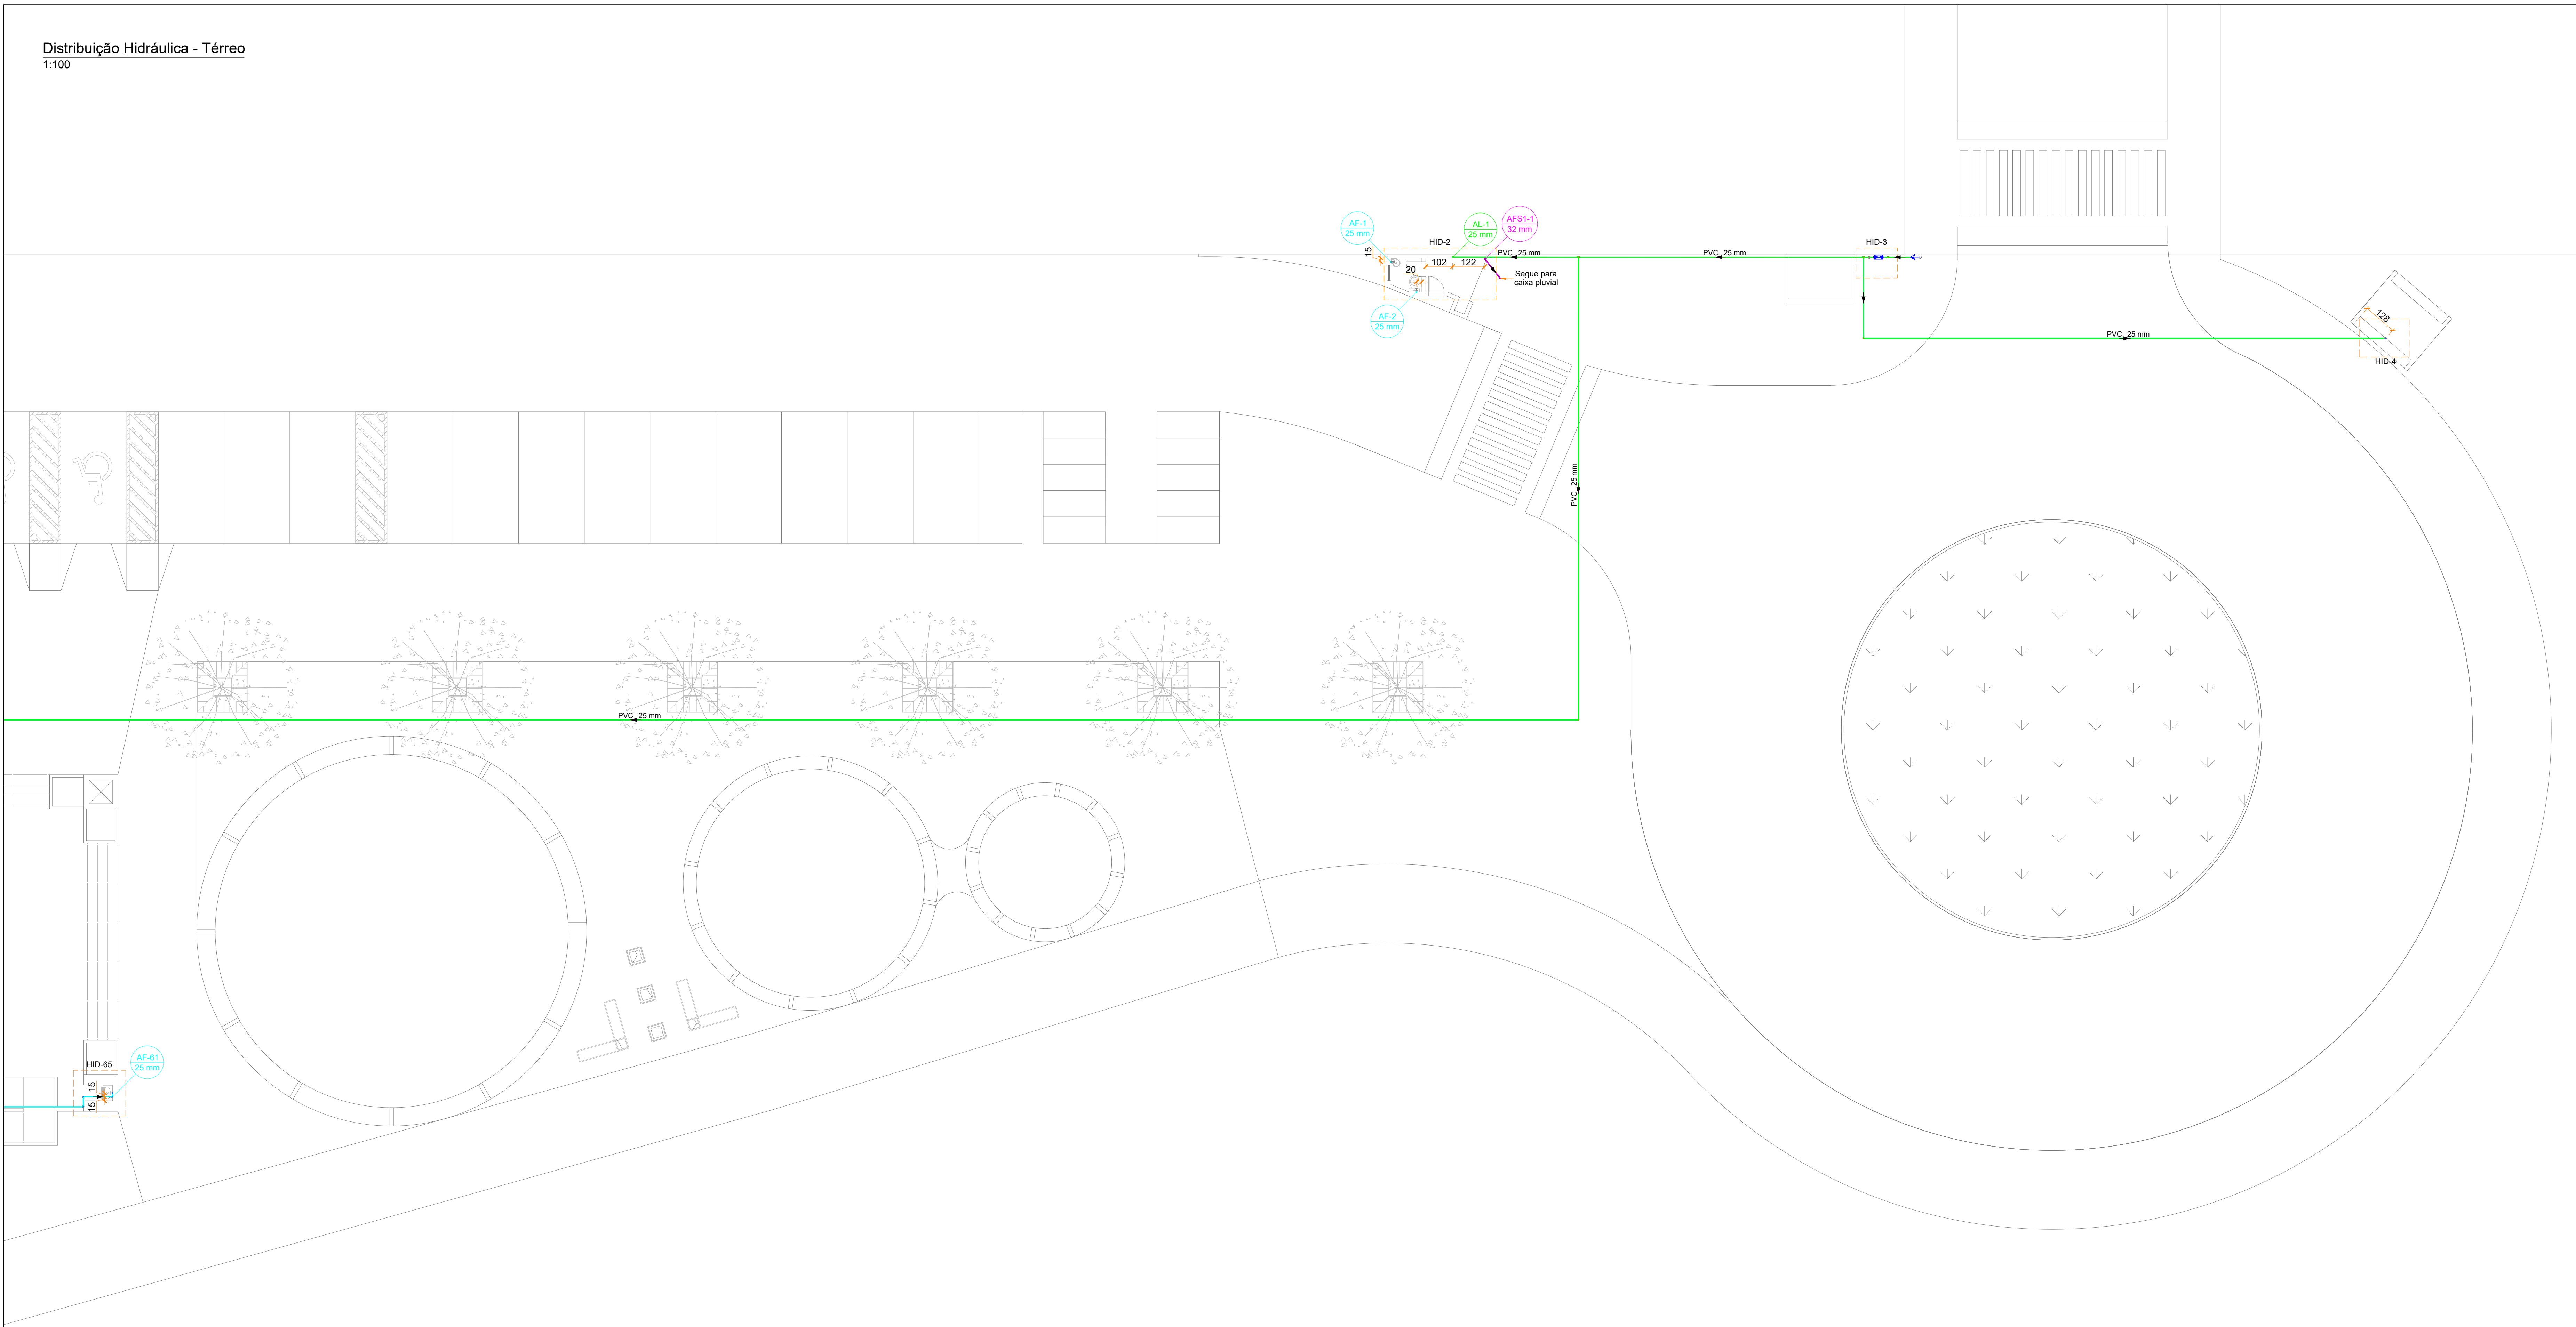 Distribuição Hidráulica - Térreo
1:100
AF-1
25 mm
AL-1
25 mm
AFS1-1
32 mm
HID-2
HID-3
15
20
102
122
PVC 25 mm
PVC 25 mm
Segue para
caixa pluvial
AF-2
25 mm
128
PVC 25 mm
HID-4
PVC 25 mm
PVC 25 mm
HID-65
AF-61
25 mm
15
15